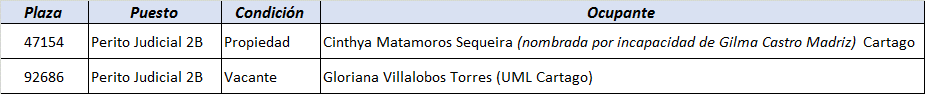 Plaza Puesto Condición Ocupante
47154 Perito Judicial 2B Propiedad Cinthya Matamoros Sequeira (nombrada por incapacidad de Gilma Castro Madriz) Cartago
92686 Perito Judicial 2B Vacante Gloriana Villalobos Torres (UML Cartago)